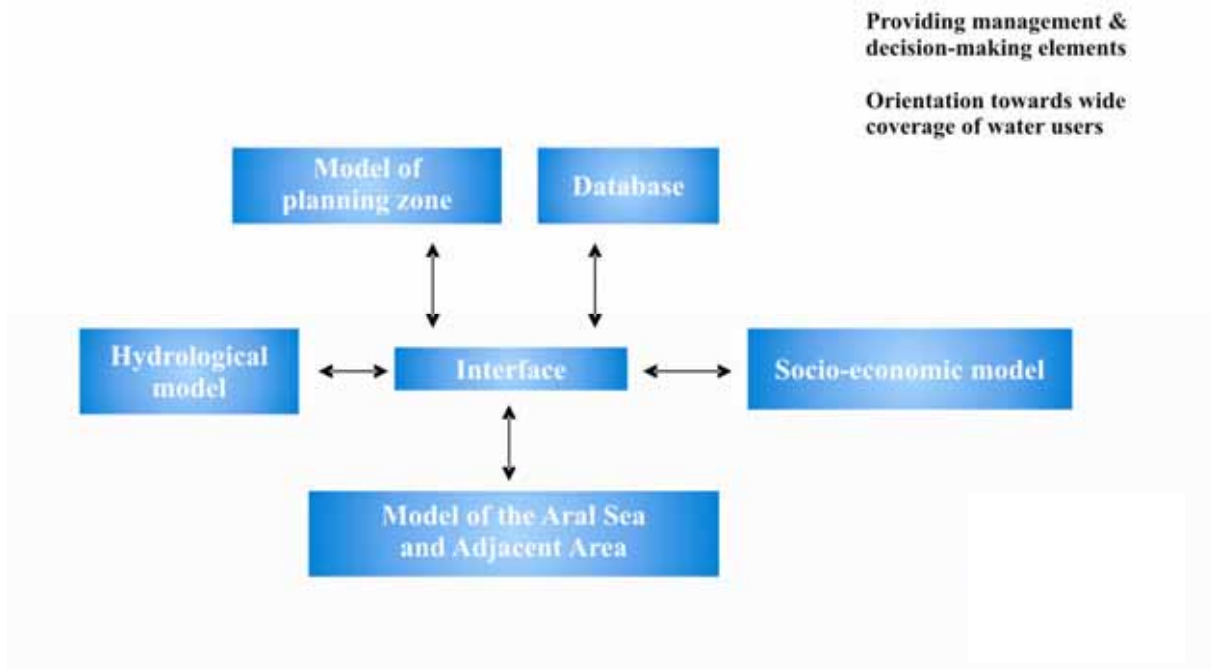 Providing management &
decision-making elements
Orientation towards wide
coverage of water users
Model of
planning zone
Database
Hydrological
model
Interface
Socio-economic model
Model of the Aral Sea
and Adjacent Area